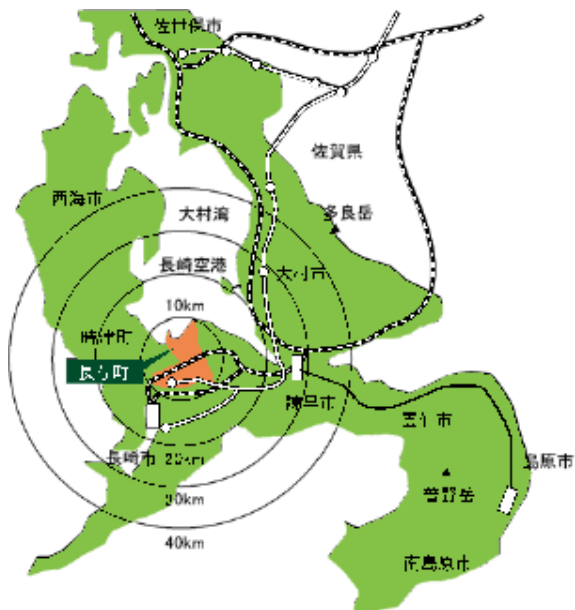 佐世保市
佐賀県
西海市
大村湾
多良岳
長崎空港
大村市
10km
時津町
長与町
諫早市
雲仙市
長崎市
20km
島原市
普賢岳
30km
40km
南島原市